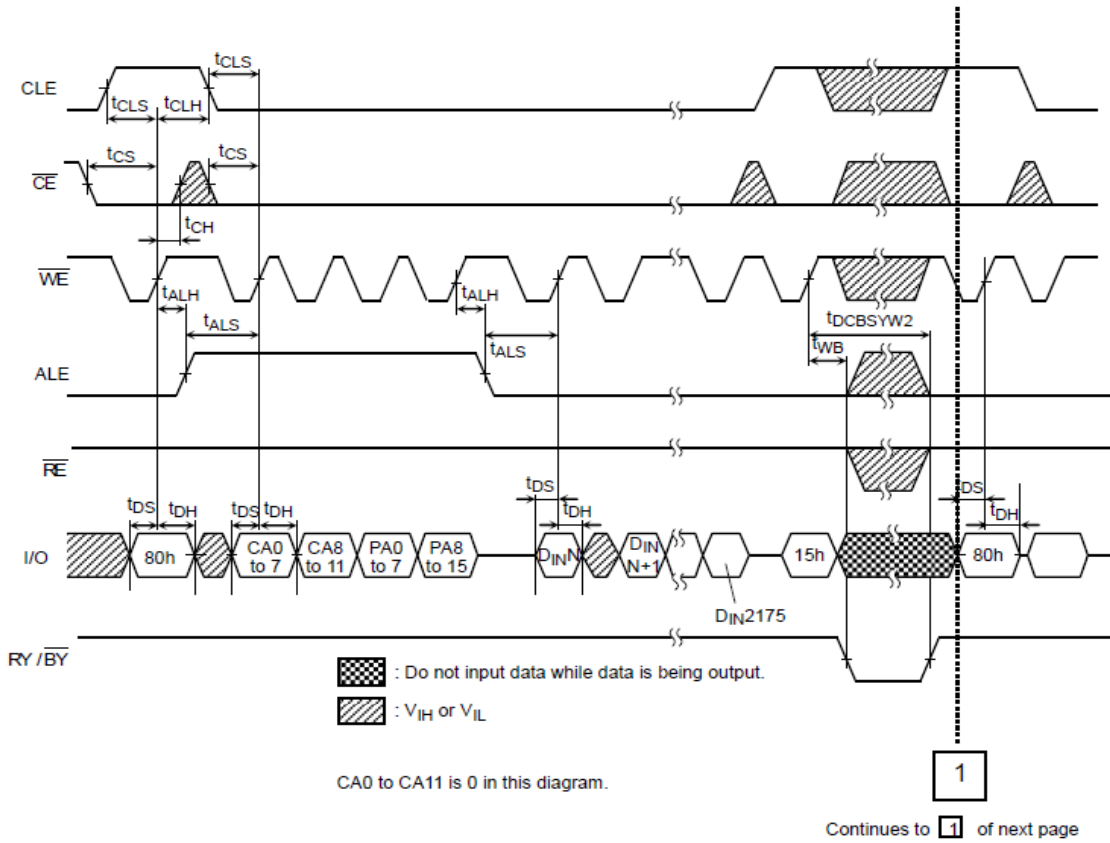 tCLS
CLE
tCLS tCLH
tCS tCS
CE
tCH
WE
tALH tALH
tALS tALS
tDCBSYW2
tWB
ALE
RE
tDS tDH tDS tDH tDS tDH DS tDH
I/O 80h CA0 to 7 CA8 to 11 PA0 to 7 PA8 to 15 DINN DIN N+1 15h 80h
DIN2175
RY / BY
: Do not input data while data is being output.
: VIH or VIL
CA0 to CA11 is 0 in this diagram.
1
Continues to 1 of next page